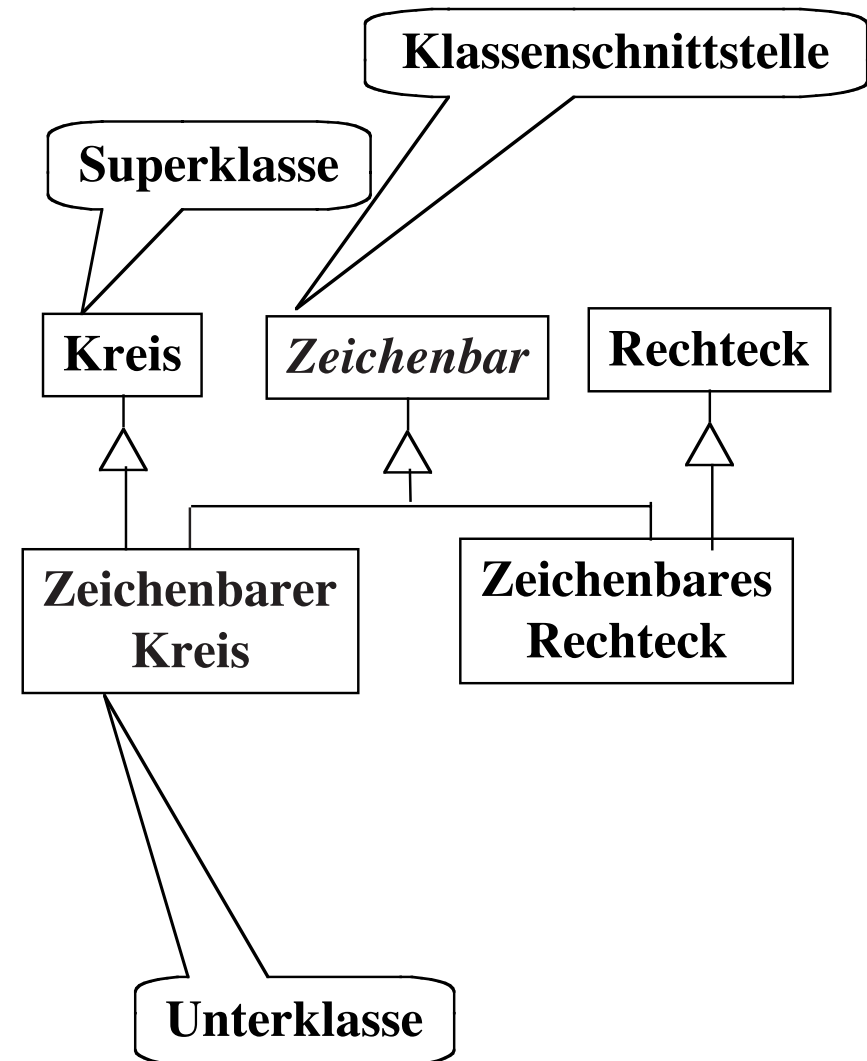 Klassenschnittstelle
Superklasse
Kreis
Zeichenbar
Rechteck
Zeichenbarer
Kreis
Zeichenbares
Rechteck
Unterklasse